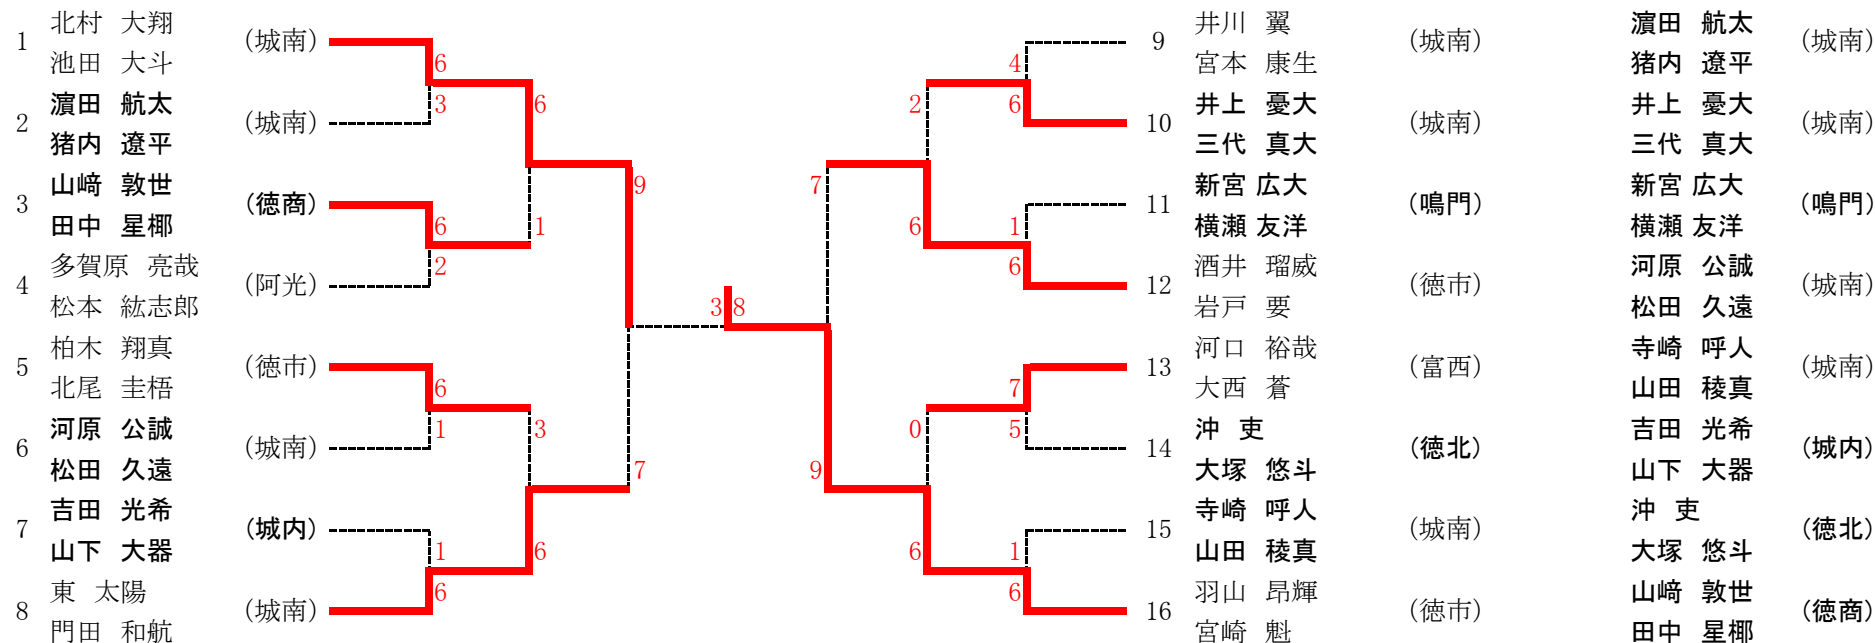 1 北村 大翔 (城南)
池田 大斗
2 濵田 航太 (城南)
猪内 遼平
3 山﨑 敦世 (徳商)
田中 星椰
4 多賀原 亮哉 (阿光)
松本 紘志郎
5 柏木 翔真 (徳市)
北尾 圭梧
6 河原 公誠 (城南)
松田 久遠
7 吉田 光希 (城内)
山下 大器
8 東 太陽 (城南)
門田 和航
6
3
6
6
2
1
9
6
1
3
1
6
6
7
3 8
4
6
2
1
6
6
7
7
5
0
1
6
6
9
9 井川 翼 (城南)
宮本 康生
10 井上 憂大 (城南)
三代 真大
11 新宮 広大 (鳴門)
横瀬 友洋
12 酒井 瑠威 (徳市)
岩戸 要
13 河口 裕哉 (富西)
大西 蒼
14 沖 吏 (徳北)
大塚 悠斗
15 寺崎 呼人 (城南)
山田 稜真
16 羽山 昂輝 (徳市)
宮崎 魁
濵田 航太 (城南)
猪内 遼平
井上 憂大 (城南)
三代 真大
新宮 広大 (鳴門)
横瀬 友洋
河原 公誠 (城南)
松田 久遠
寺崎 呼人 (城南)
山田 稜真
吉田 光希 (城内)
山下 大器
沖 吏 (徳北)
大塚 悠斗
山﨑 敦世 (徳商)
田中 星椰